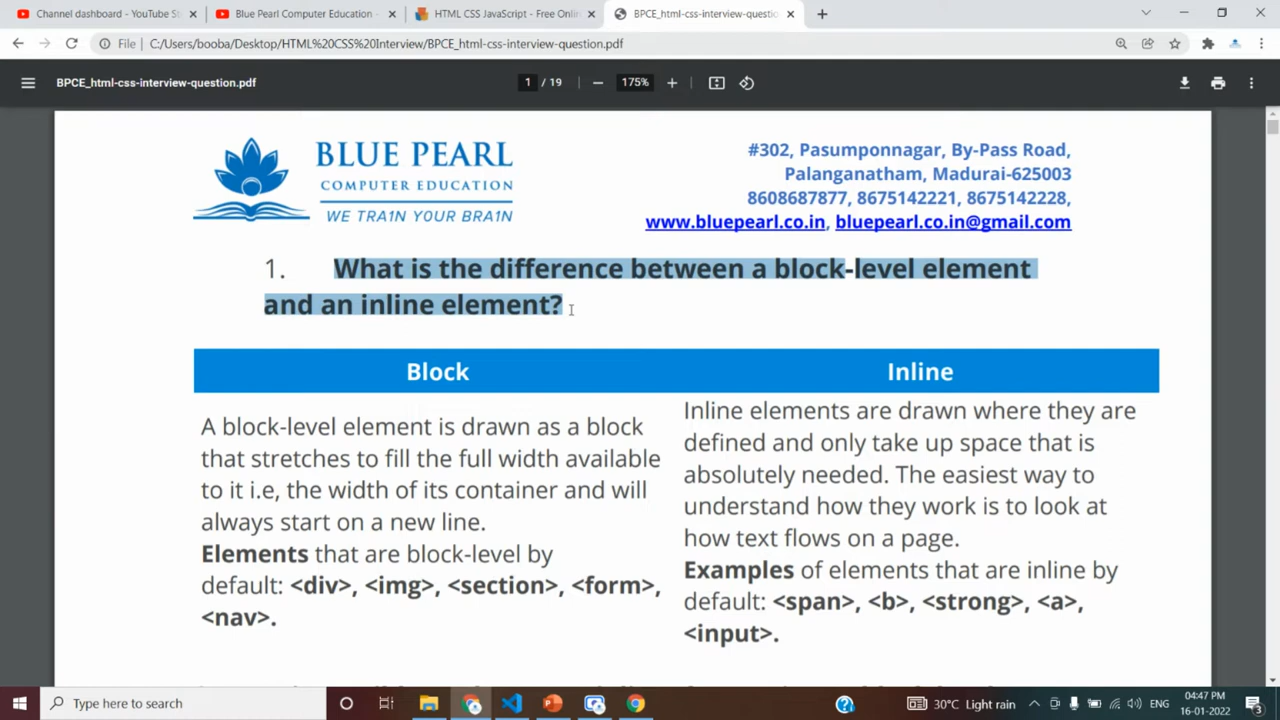 Channel dashboard - YouTube St
Blue Pearl Computer Education -
HTML CSS JavaScript - Free Onlin
BPCE_html-css-interview-questio
File
C:/Users/booba/Desktop/HTML%20CSS%20Interview/BPCE_html-css-interview-question.pdf
BPCE_html-css-interview-question.pdf
1 / 19
175%
BLUE PEARL
COMPUTER EDUCATION
WE TRA1N YOUR BRA1N
#302, Pasumponnagar, By-Pass Road,
Palanganatham, Madurai-625003
8608687877, 8675142221, 8675142228,
www.bluepearl.co.in, bluepearl.co.in@gmail.com
1. What is the difference between a block-level element
and an inline element?
Block
Inline
A block-level element is drawn as a block
that stretches to fill the full width available
to it i.e, the width of its container and will
always start on a new line.
Elements that are block-level by
default: <div>, <img>, <section>, <form>,
<nav>.
Inline elements are drawn where they are
defined and only take up space that is
absolutely needed. The easiest way to
understand how they work is to look at
how text flows on a page.
Examples of elements that are inline by
default: <span>, <b>, <strong>, <a>,
<input>.
Type here to search
30°C Light rain
ENG
04:47 PM
16-01-2022
3